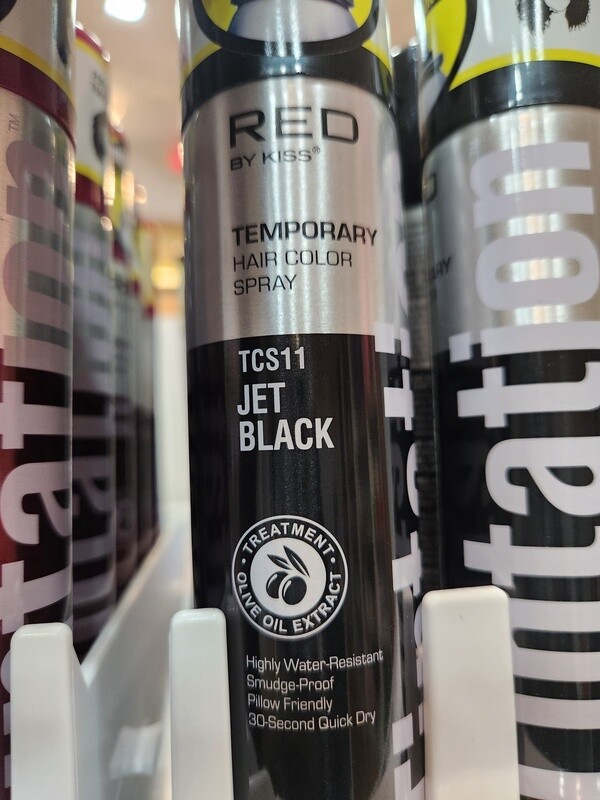 RED
BY KISS®
TEMPORARY
HAIR COLOR
SPRAY
TCS11
JET
BLACK
• TREATMENT •
OLIVE OIL EXTRACT
Highly Water-Resistant
Smudge-Proof
Pillow Friendly
30-Second Quick Dry
TM